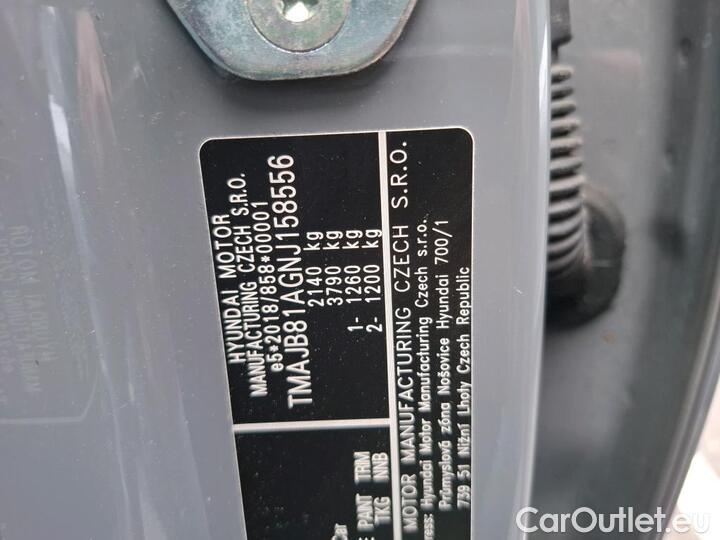 HYUNDAI MOTOR
MANUFACTURING CZECH S.R.O.
e5*2018/858*00001
TMAJB81AGNJ158556
2140 kg
3790 kg
1- 1260 kg
2- 1200 kg
PAINT TRIM
TKG NNB
MOTOR MANUFACTURING CZECH S.R.O.
ress: Hyundai Motor Manufacturing Czech s.r.o.
Průmyslová zóna Nošovice Hyundai 700/1
739 51 Nižní Lhoty Czech Republic
CarOutlet.eu